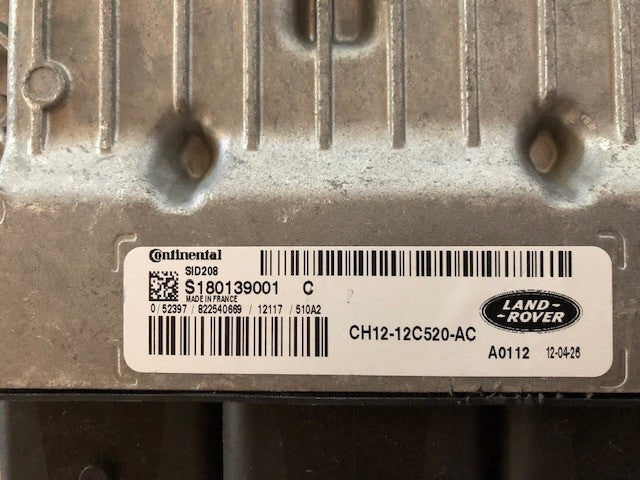 Continental
SID208
S180139001 C
MADE IN FRANCE
0/52397/822540669/12117/510A2
LAND-
-ROVER
CH12-12C520-AC
A0112 12-04-26